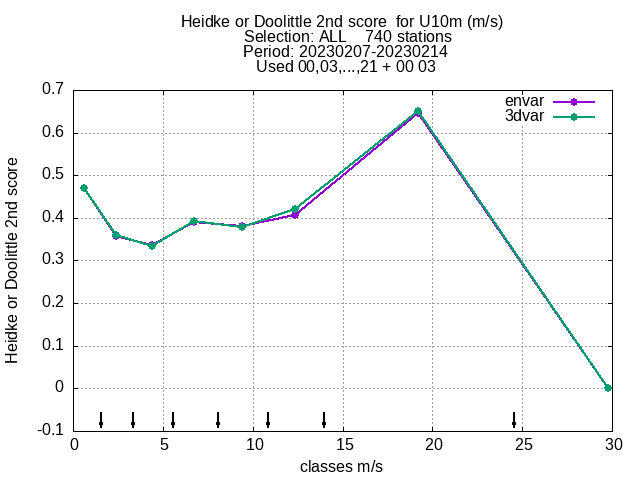 Heidke or Doolittle 2nd score  for U10m (m/s)
Selection: ALL    740 stations
Period: 20230207-20230214
Used 00,03,...,21 + 00 03
envar
3dvar
0.7
0.6
0.5
0.4
0.3
0.2
0.1
0
-0.1
Heidke or Doolittle 2nd score
0 5 10 15 20 25 30
classes m/s